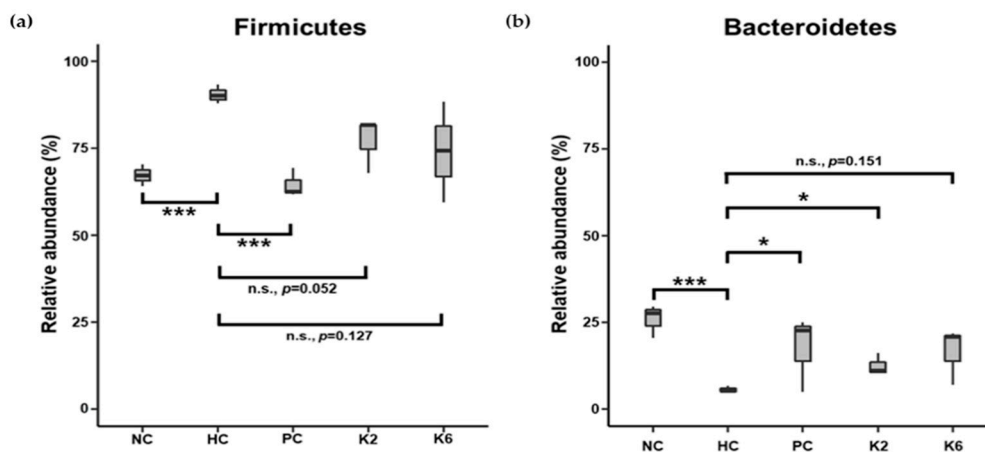 (a)
Firmicutes
Relative abundance (%)
100
75
50
25
0
***
***
n.s., p=0.052
n.s., p=0.127
NC HC PC K2 K6
(b)
Bacteroidetes
Relative abundance (%)
100
75
50
25
0
n.s., p=0.151
*
*
***
NC HC PC K2 K6